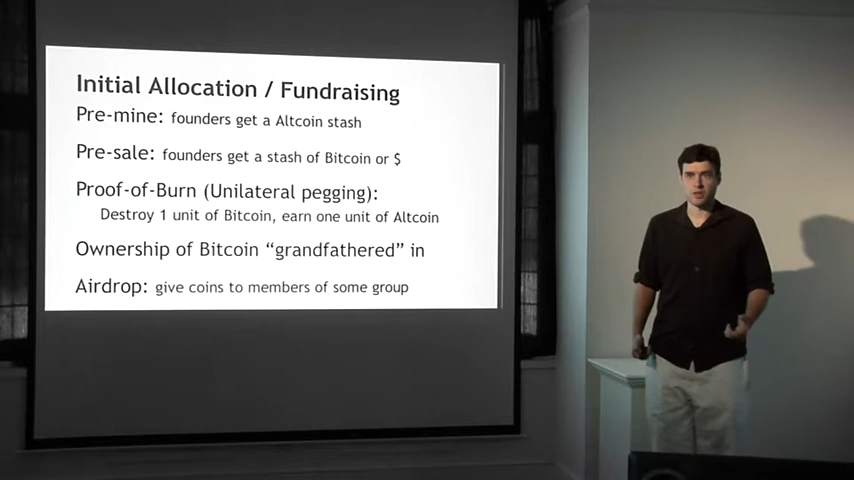 Initial Allocation / Fundraising
Pre-mine: founders get a Altcoin stash
Pre-sale: founders get a stash of Bitcoin or $
Proof-of-Burn (Unilateral pegging):
Destroy 1 unit of Bitcoin, earn one unit of Altcoin
Ownership of Bitcoin “grandfathered” in
Airdrop: give coins to members of some group